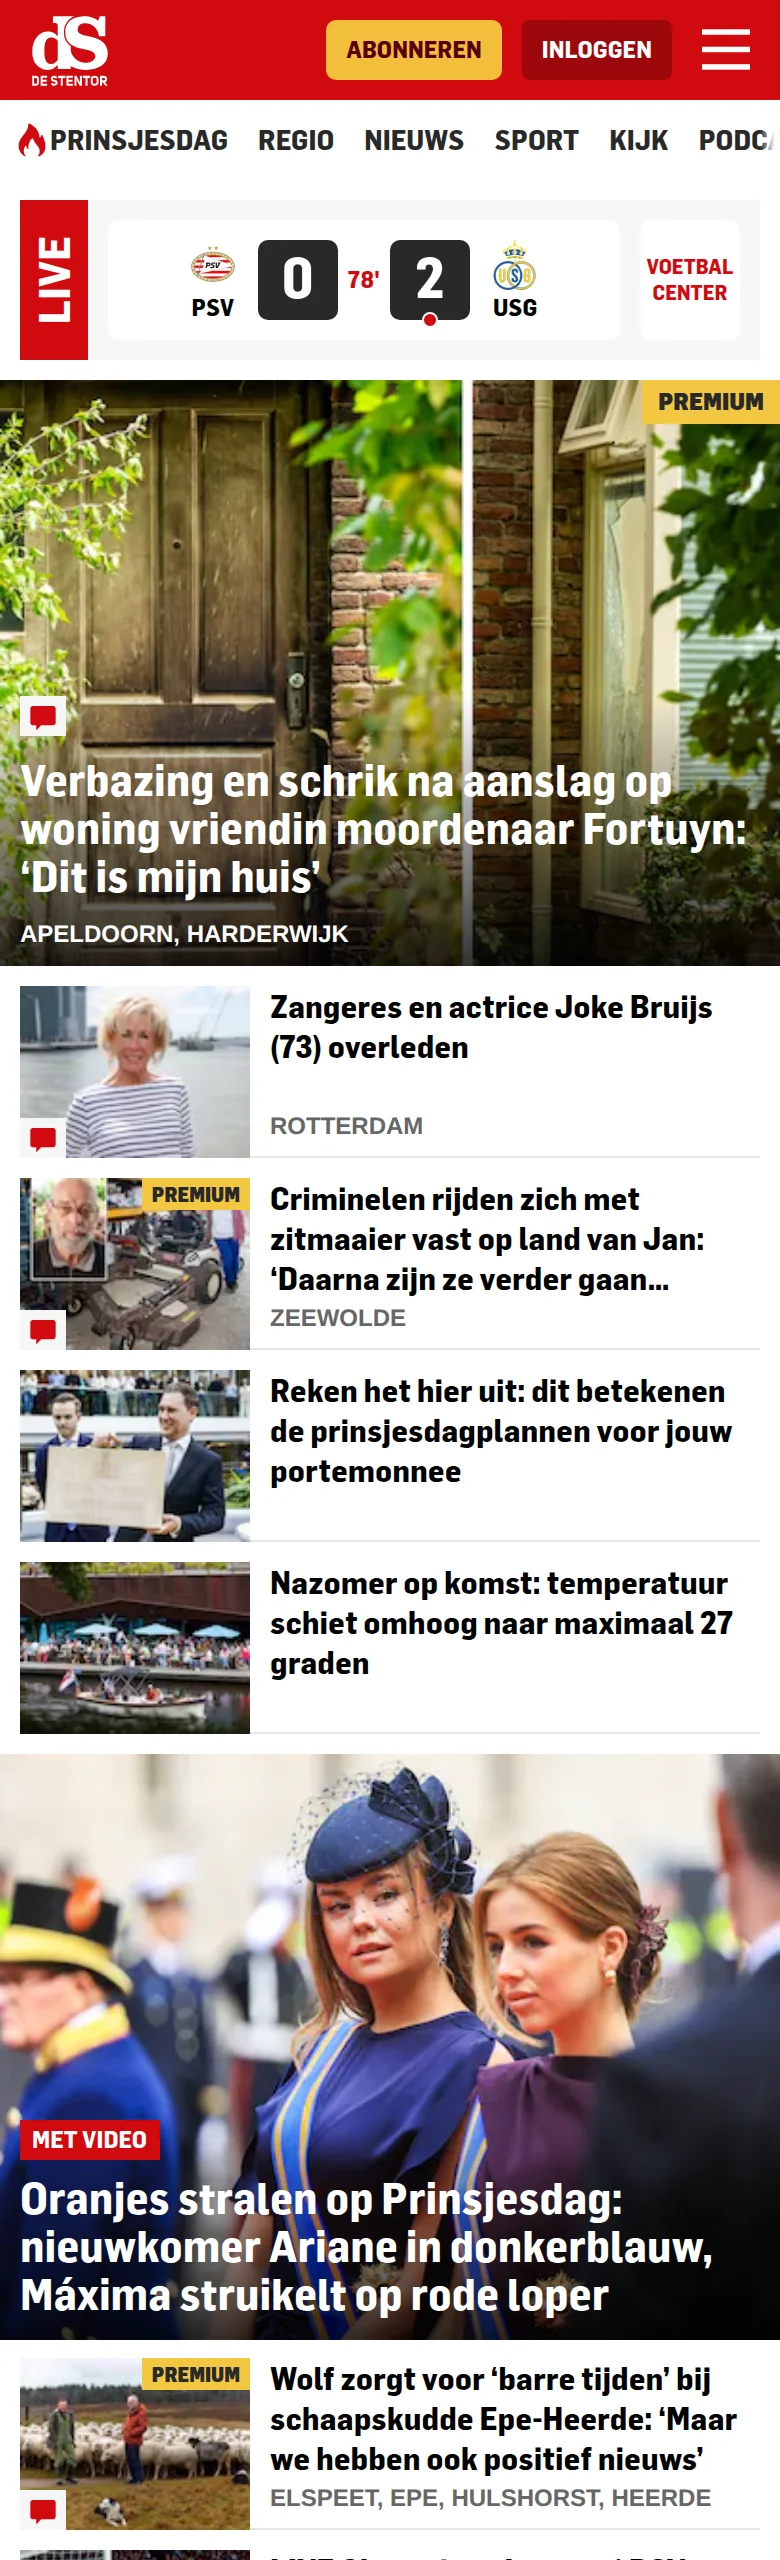 dS
DE STENTOR
ABONNEREN
INLOGGEN
PRINSJESDAG REGIO NIEUWS SPORT KIJK
LIVE
PSV
0
78'
2
USG
PSV
USG
VOETBAL
CENTER
PREMIUM
Verbazing en schrik na aanslag op
woning vriendin moordenaar Fortuyn:
‘Dit is mijn huis’
APELDOORN, HARDERWIJK
Zangeres en actrice Joke Bruijs
(73) overleden
ROTTERDAM
PREMIUM
Criminelen rijden zich met
zitmaaier vast op land van Jan:
‘Daarna zijn ze verder gaan...
ZEEWOLDE
Reken het hier uit: dit betekenen
de prinsjesdagplannen voor jouw
portemonnee
Nazomer op komst: temperatuur
schiet omhoog naar maximaal 27
graden
MET VIDEO
Oranjes stralen op Prinsjesdag:
nieuwkomer Ariane in donkerblauw,
Máxima struikelt op rode loper
PREMIUM
Wolf zorgt voor ‘barre tijden’ bij
schaapskudde Epe-Heerde: ‘Maar
we hebben ook positief nieuws’
ELSPEET, EPE, HULSHORST, HEERDE